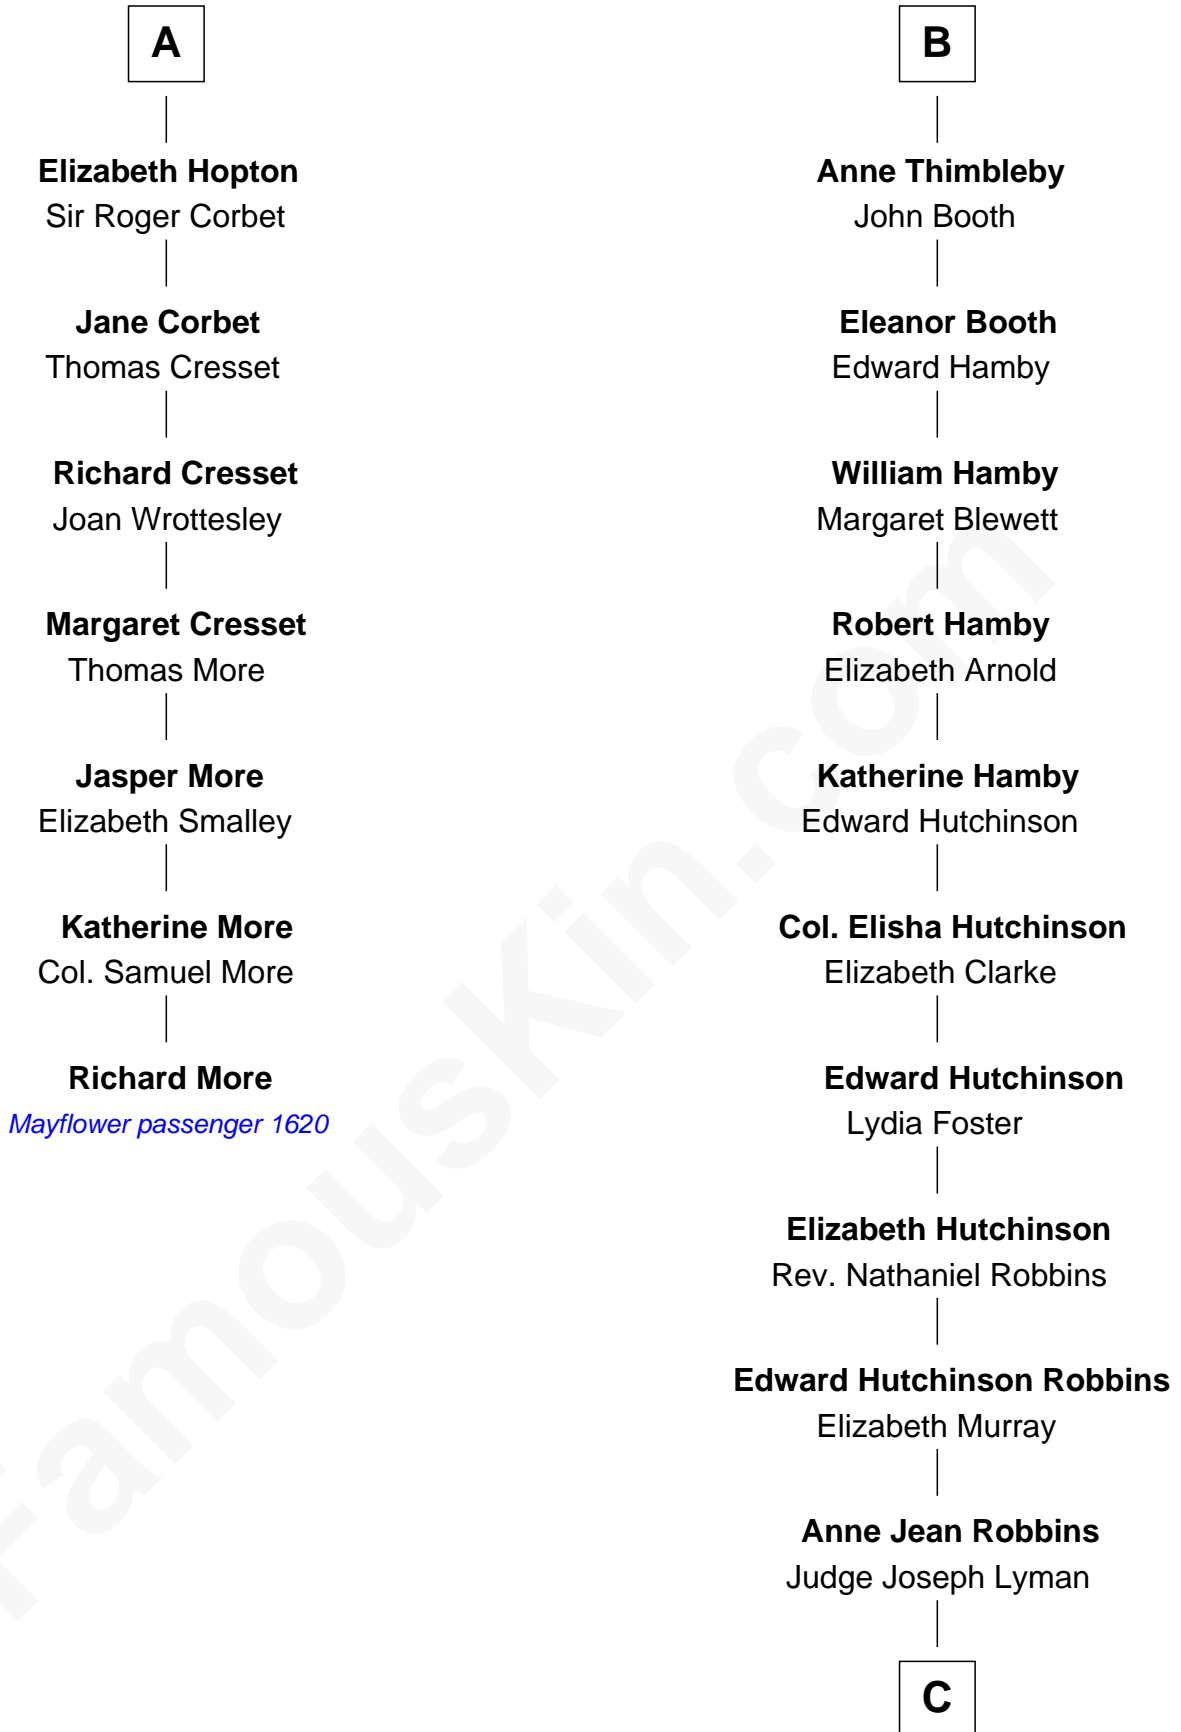 A
Elizabeth Hopton
Sir Roger Corbet
Jane Corbet
Thomas Cresset
Richard Cresset
Joan Wrottesley
Margaret Cresset
Thomas More
Jasper More
Elizabeth Smalley
Katherine More
Col. Samuel More
Richard More
Mayflower passenger 1620
B
Anne Thimbleby
John Booth
Eleanor Booth
Edward Hamby
William Hamby
Margaret Blewett
Robert Hamby
Elizabeth Arnold
Katherine Hamby
Edward Hutchinson
Col. Elisha Hutchinson
Elizabeth Clarke
Edward Hutchinson
Lydia Foster
Elizabeth Hutchinson
Rev. Nathaniel Robbins
Edward Hutchinson Robbins
Elizabeth Murray
Anne Jean Robbins
Judge Joseph Lyman
C
FamousKin.com